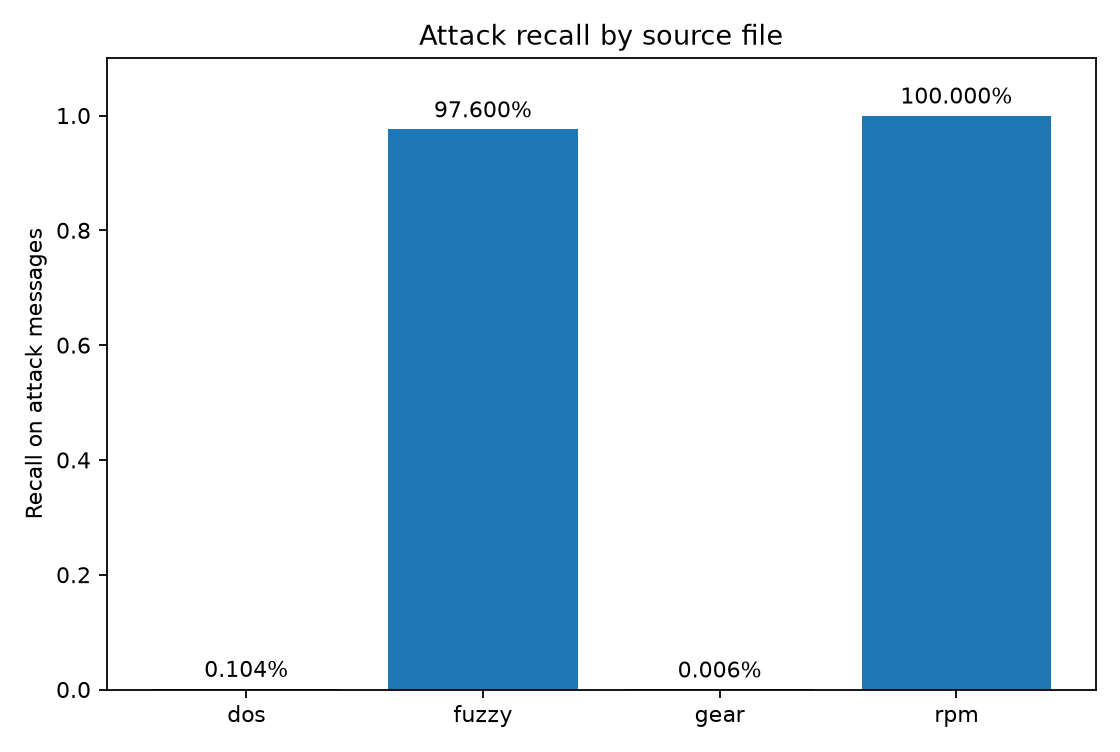 Attack recall by source file
Recall on attack messages
1.0
0.8
0.6
0.4
0.2
0.0
0.104%
97.600%
0.006%
100.000%
dos
fuzzy
gear
rpm